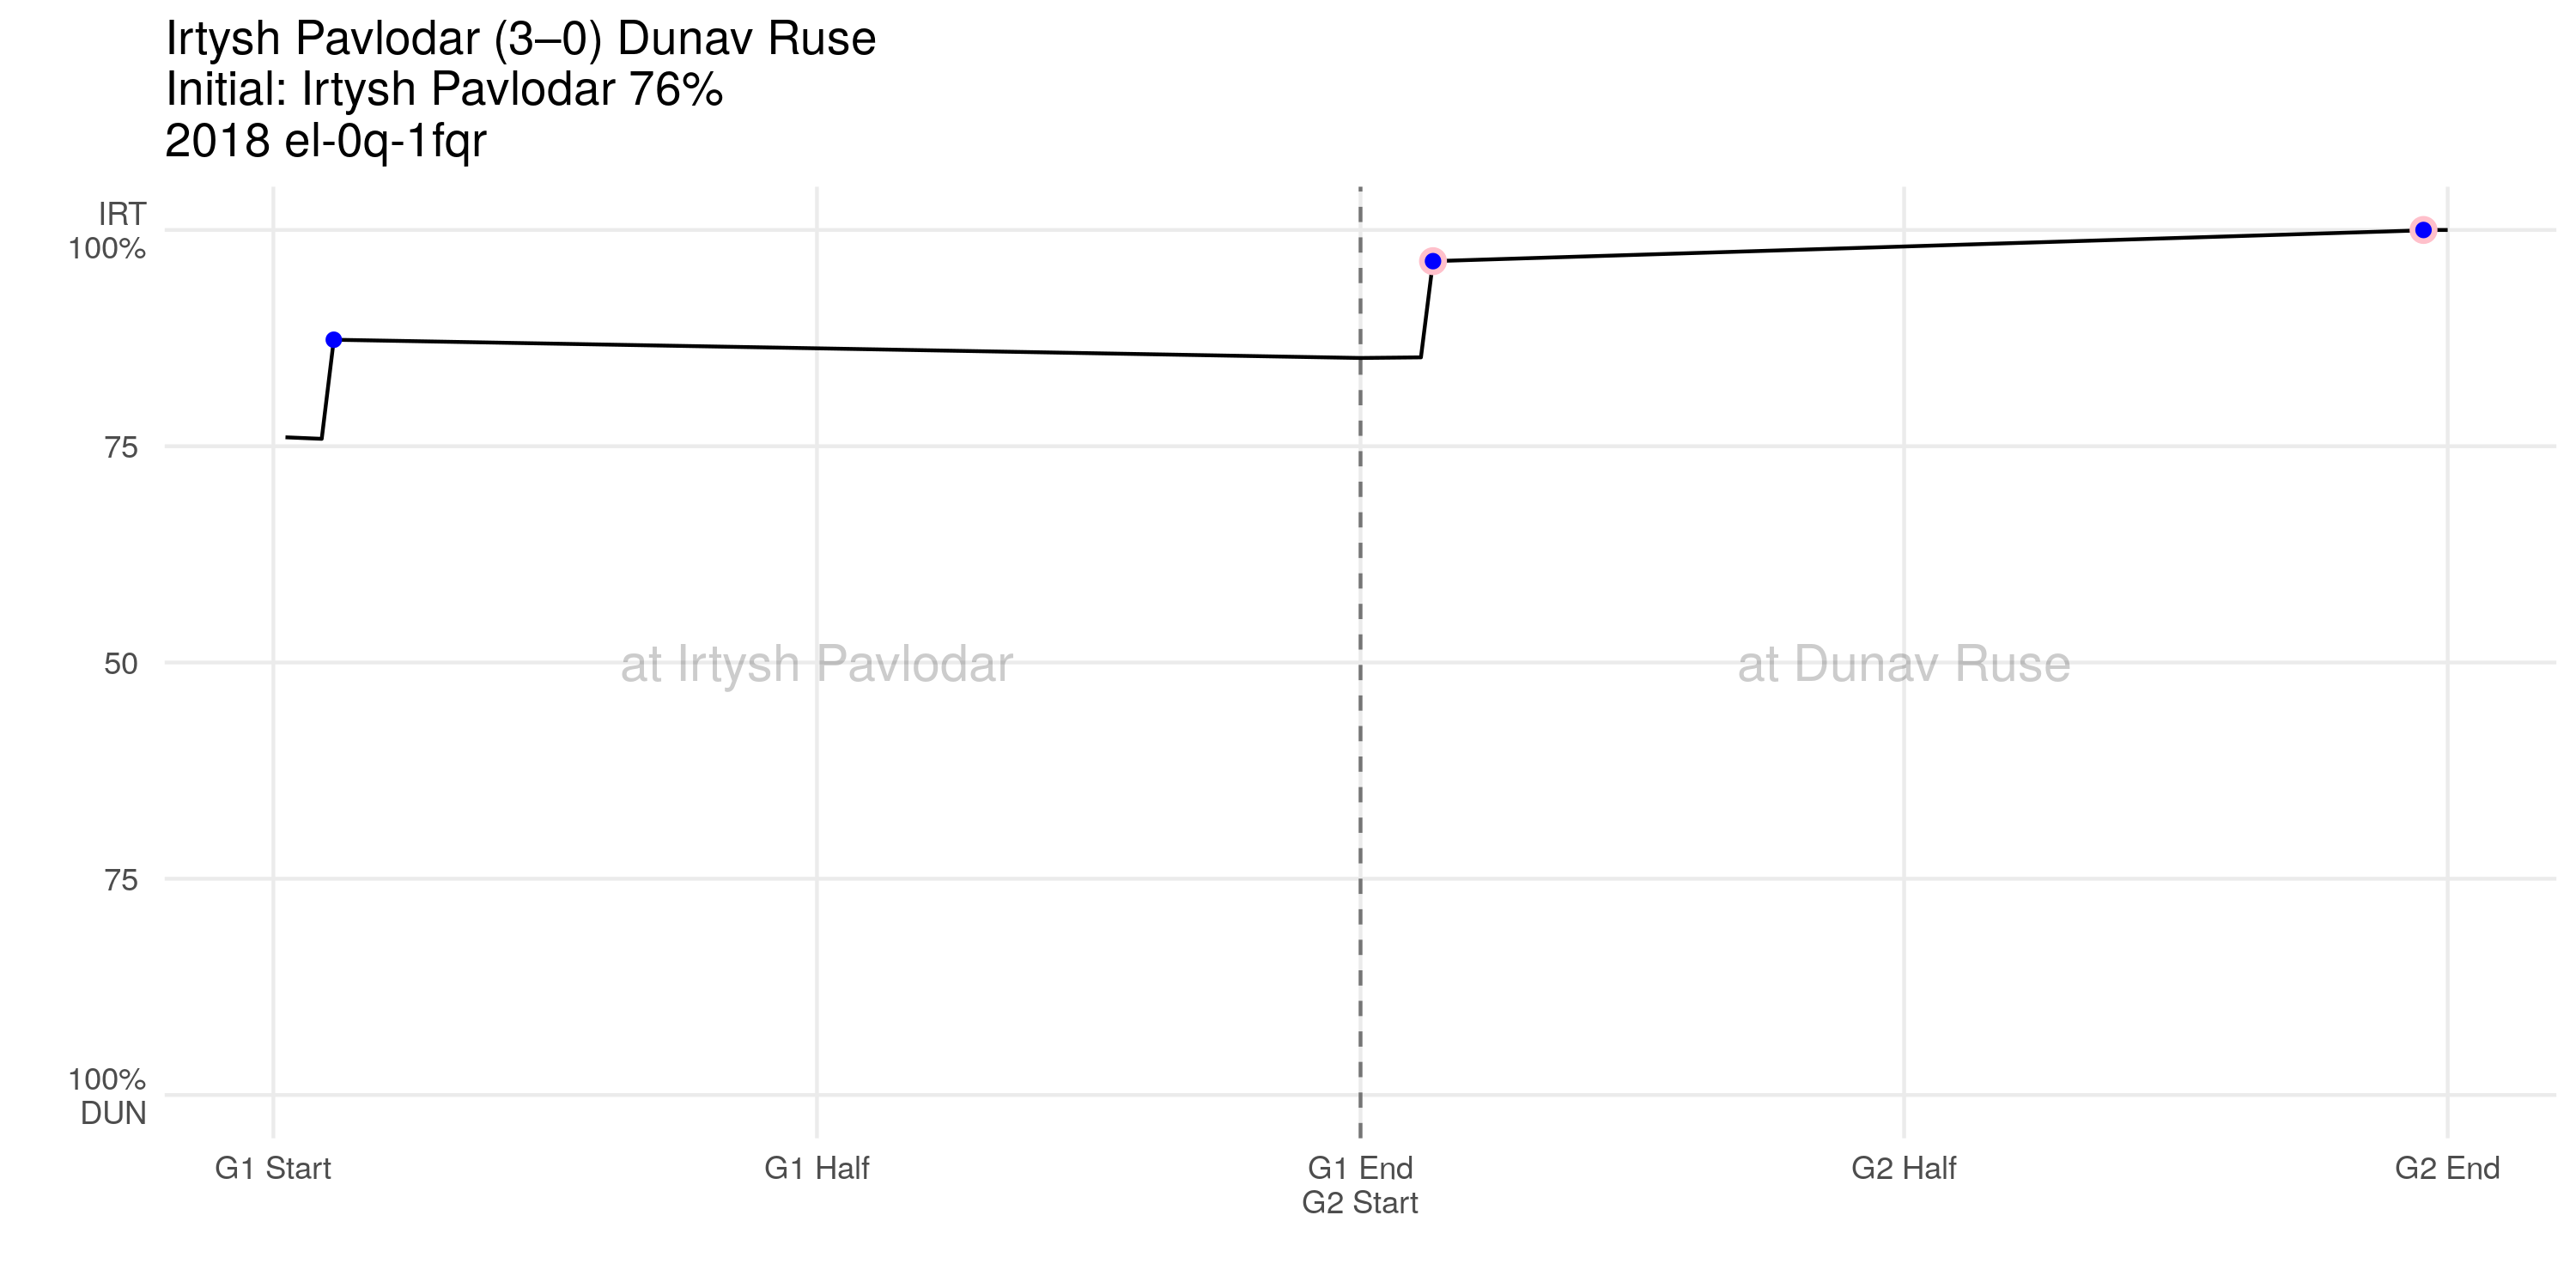 Irtysh Pavlodar (3–0) Dunav Ruse
Initial: Irtysh Pavlodar 76%
2018 el-0q-1fqr
IRT
100%
75
50
75
100%
DUN
at Irtysh Pavlodar
at Dunav Ruse
G1 Start
G1 Half
G1 End
G2 Start
G2 Half
G2 End